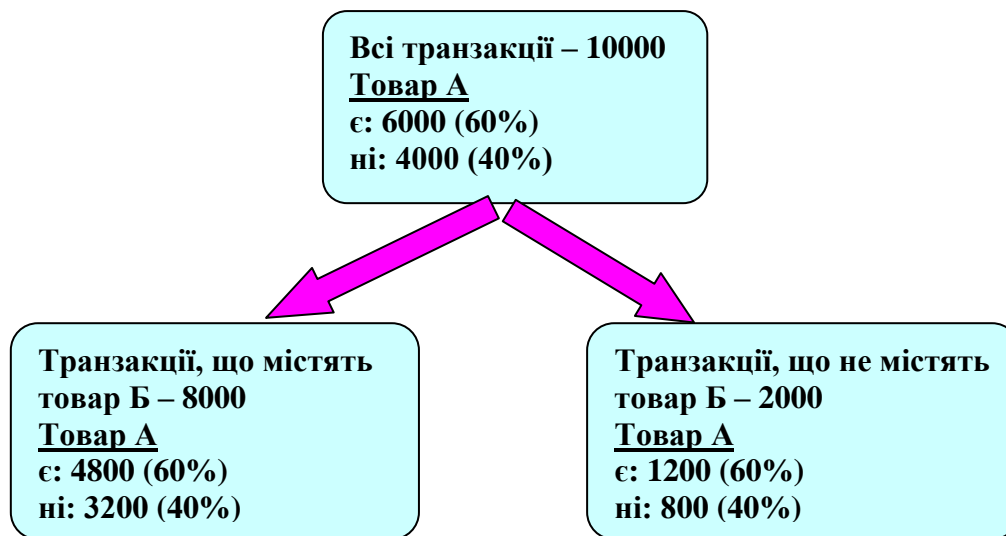 Всі транзакції – 10000
Товар А
є: 6000 (60%)
ні: 4000 (40%)
Транзакції, що містять
товар Б – 8000
Товар А
є: 4800 (60%)
ні: 3200 (40%)
Транзакції, що не містять
товар Б – 2000
Товар А
є: 1200 (60%)
ні: 800 (40%)